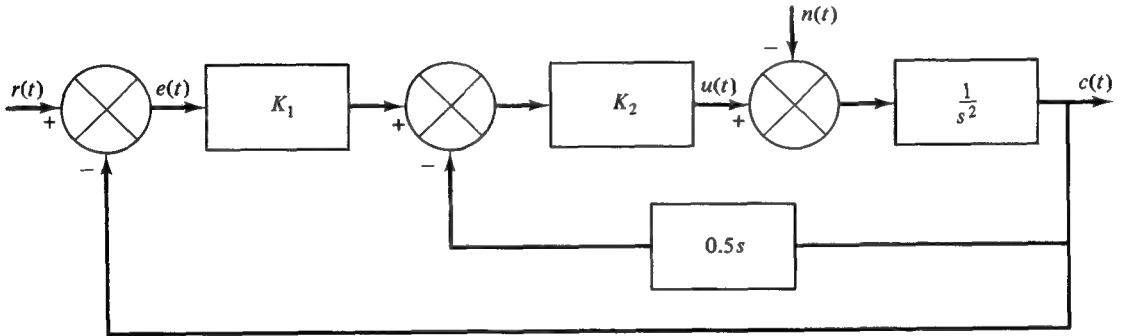 n(t)
r(t)
+
−
e(t)
K₁
+
−
K₂
u(t)
+
−
1
s²
c(t)
0.5s